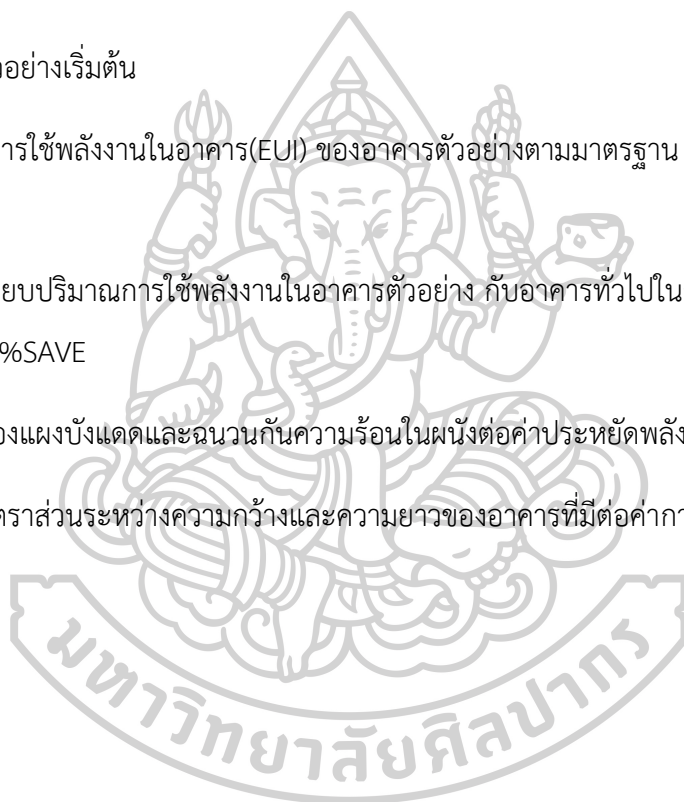 อย่างเริ่มต้น
ารใช้พลังงานในอาคาร(EUI) ของอาคารตัวอย่างตามมาตรฐาน
ยบปริมาณการใช้พลังงานในอาคารตัวอย่าง กับอาคารทั่วไปใน
%SAVE
องแผงบังแดดและฉนวนกันความร้อนในผนังต่อค่าประหยัดพลัง
ตราส่วนระหว่างความกว้างและความยาวของอาคารที่มีต่อค่ากา
มหาวิทยาลัยศิลปากร